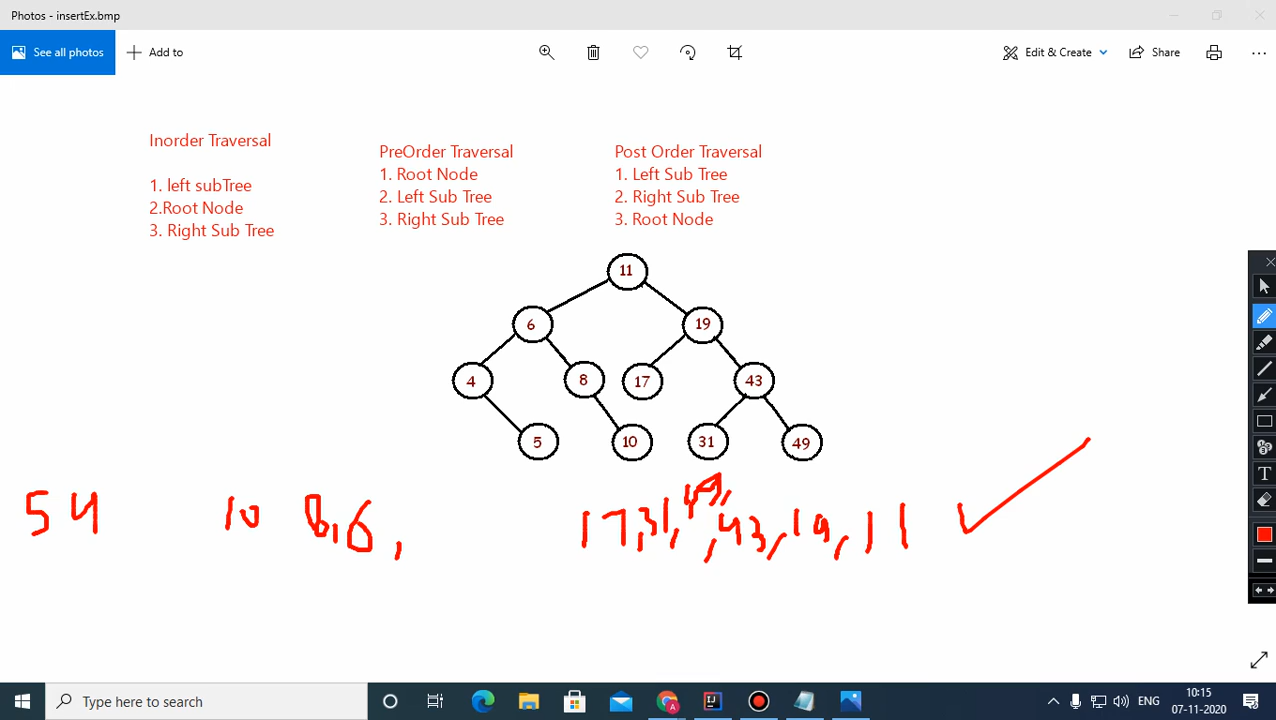 Photos - insertEx.bmp
See all photos
Add to
Edit & Create
Share
Inorder Traversal
1. left subTree
2.Root Node
3. Right Sub Tree
PreOrder Traversal
1. Root Node
2. Left Sub Tree
3. Right Sub Tree
Post Order Traversal
1. Left Sub Tree
2. Right Sub Tree
3. Root Node
11
6 19
4 8 17 43
5 10 31 49
5 4 10 8,6, 17,31, 49, ,43,19,11
T
Type here to search
ENG
10:15
07-11-2020